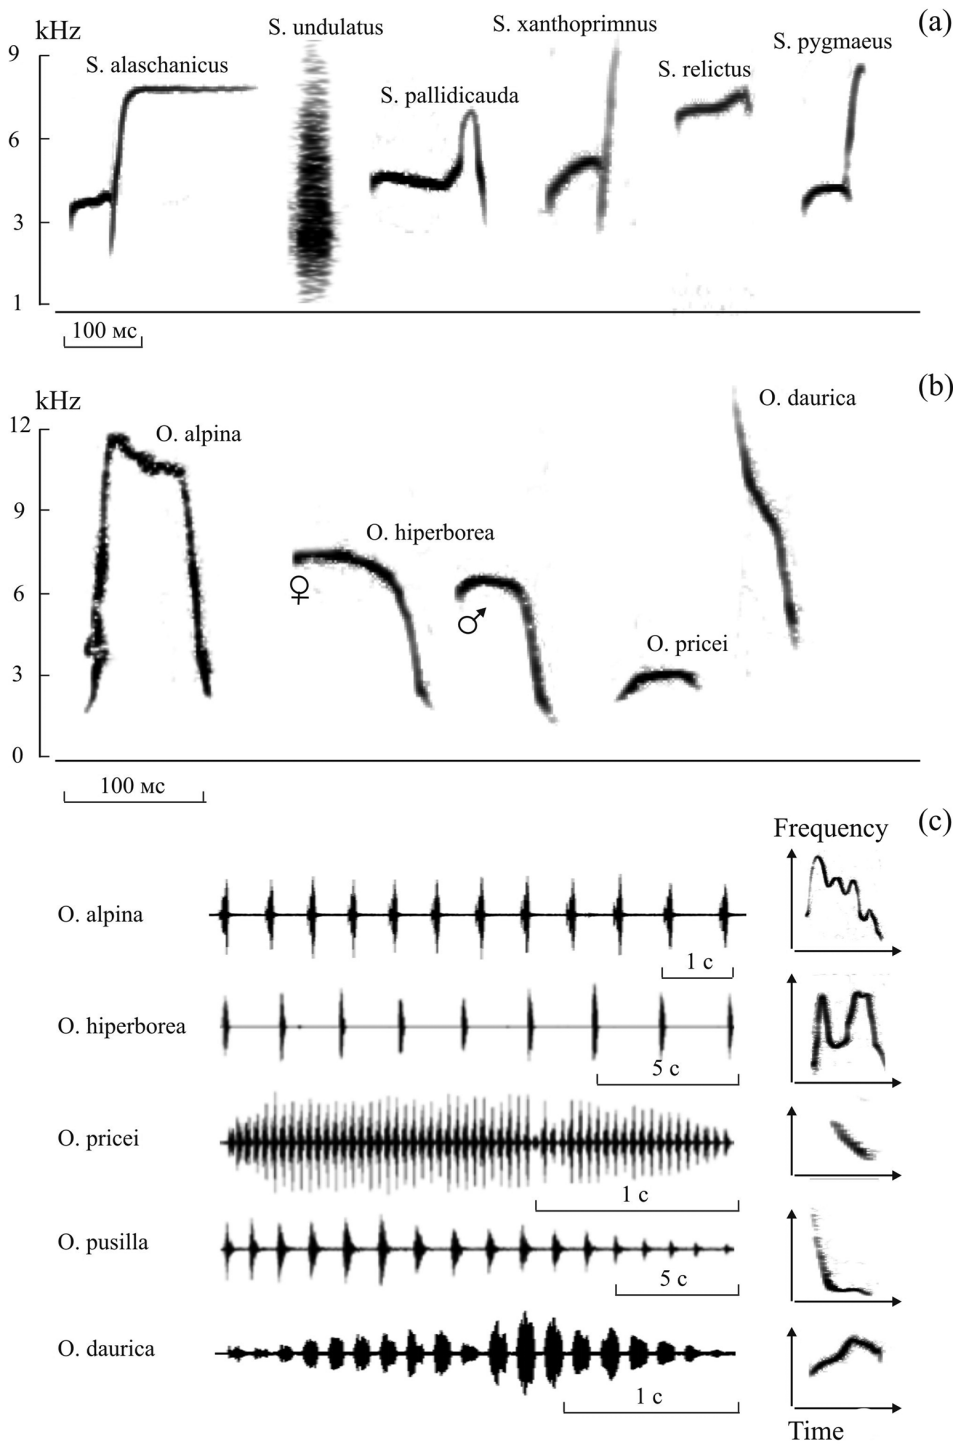 (a)
kHz
S. undulatus
S. xanthoprimnus
S. pygmaeus
9
S. alaschanicus
S. relictus
S. pallidicauda
6
3
1
100 мс
(b)
kHz
O. daurica
12
O. alpina
9
O. hiperborea
6
♀
♂
O. pricei
3
0
100 мс
(c)
Frequency
O. alpina
1 c
O. hiperborea
5 c
O. pricei
1 c
O. pusilla
5 c
O. daurica
1 c
Time